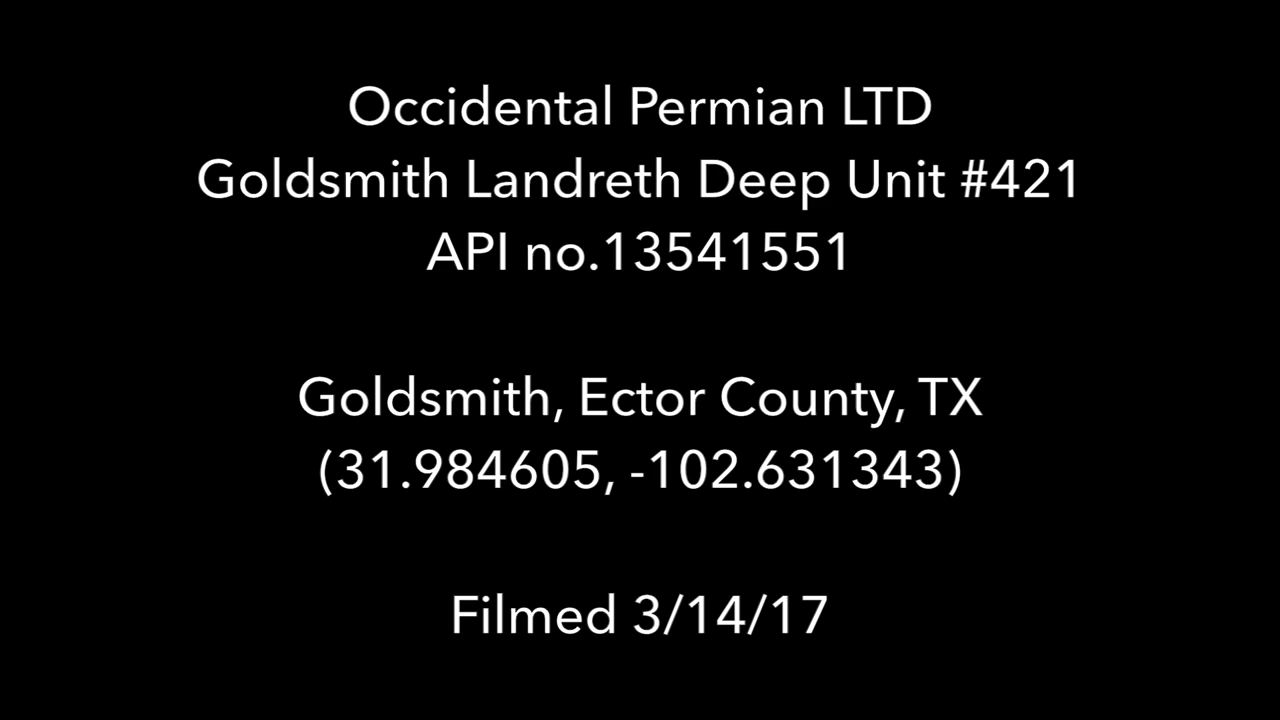 Occidental Permian LTD
Goldsmith Landreth Deep Unit #421
API no.13541551
Goldsmith, Ector County, TX
(31.984605, -102.631343)
Filmed 3/14/17